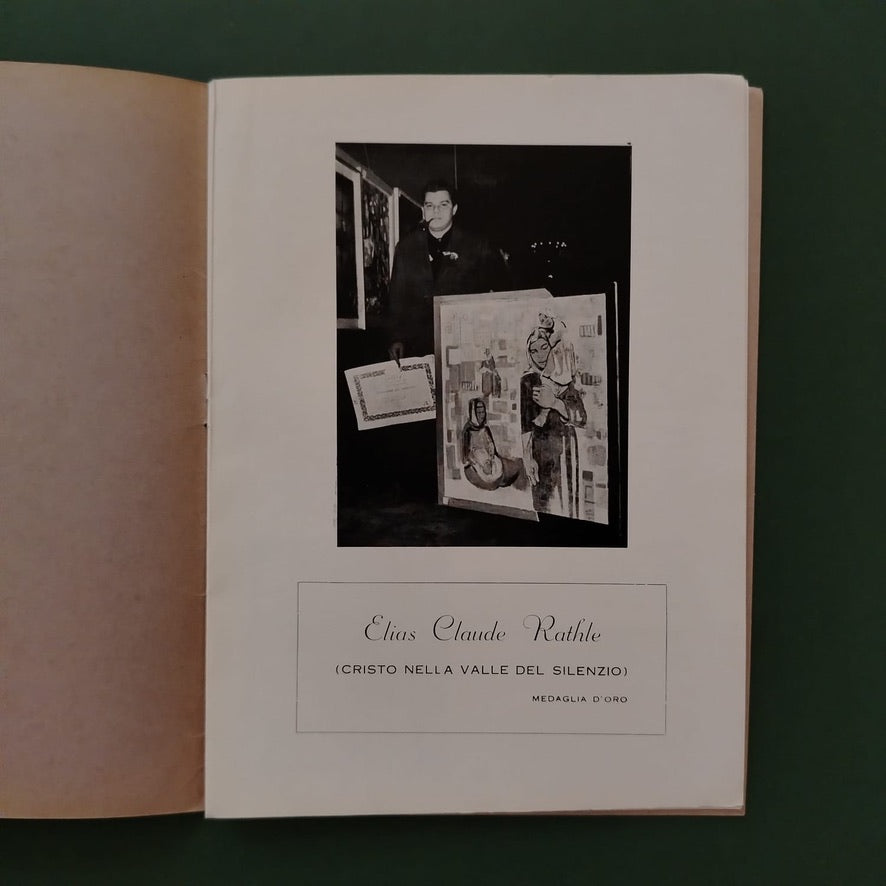 Elias Claude Rathle
(CRISTO NELLA VALLE DEL SILENZIO)
MEDAGLIA D'ORO